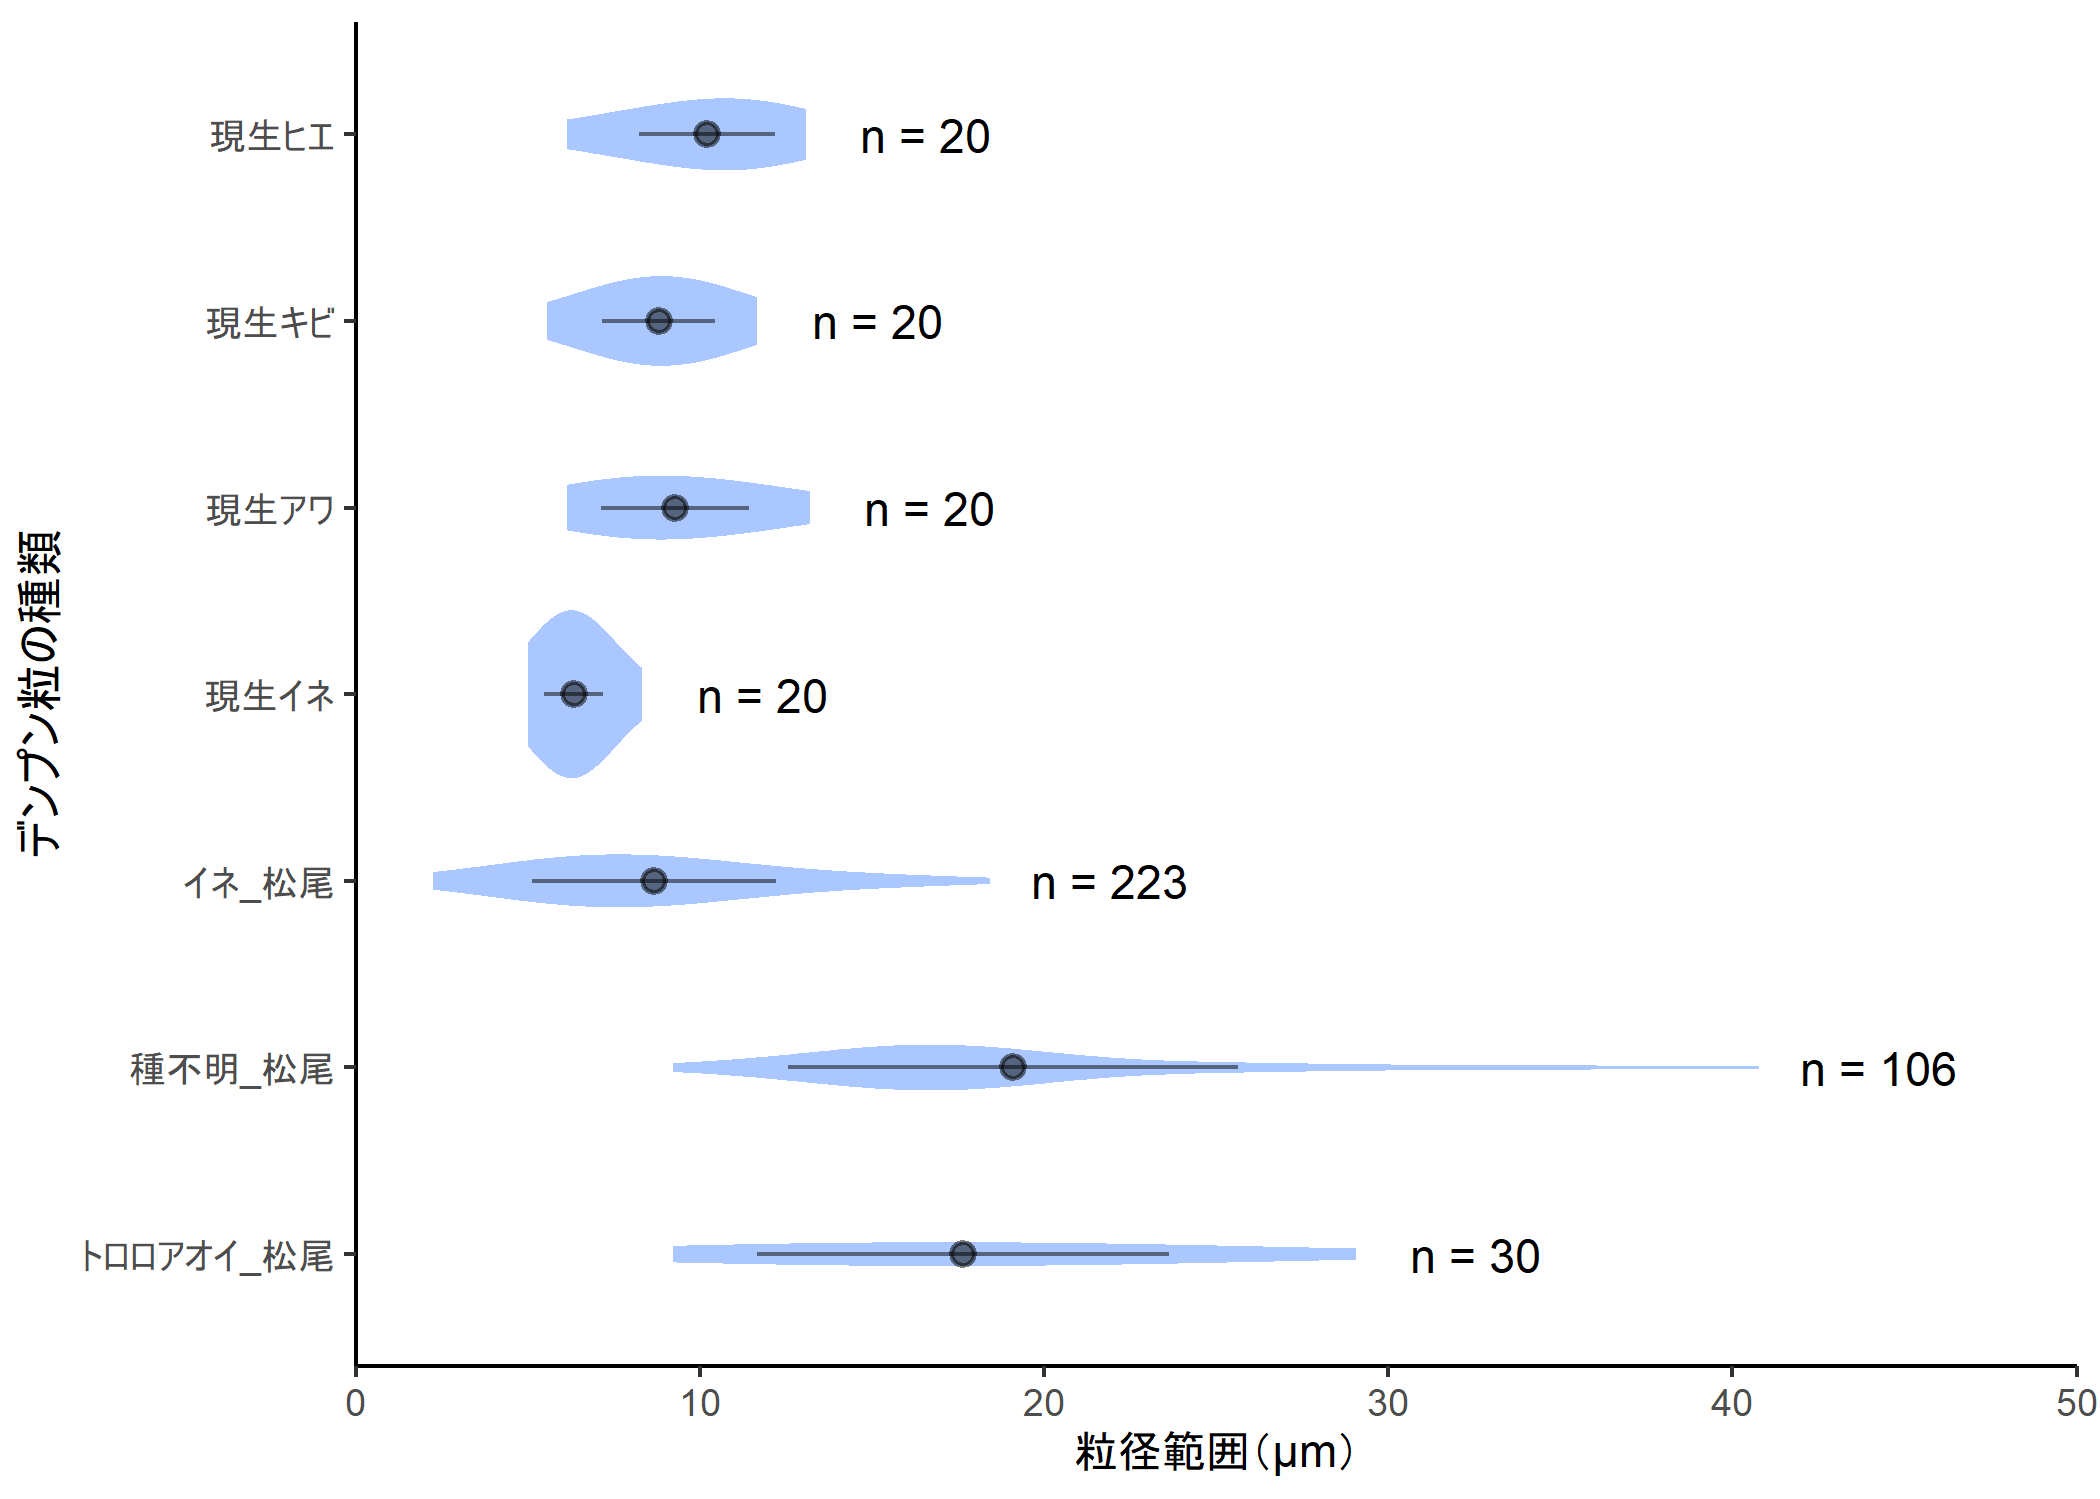 現生ヒエ
n = 20
現生キビ
n = 20
現生アワ
n = 20
現生イネ
n = 20
イネ_松尾
n = 223
種不明_松尾
n = 106
トロロアオイ_松尾
n = 30
デンプン粒の種類
0 10 20 30 40 50
粒径範囲(μm)